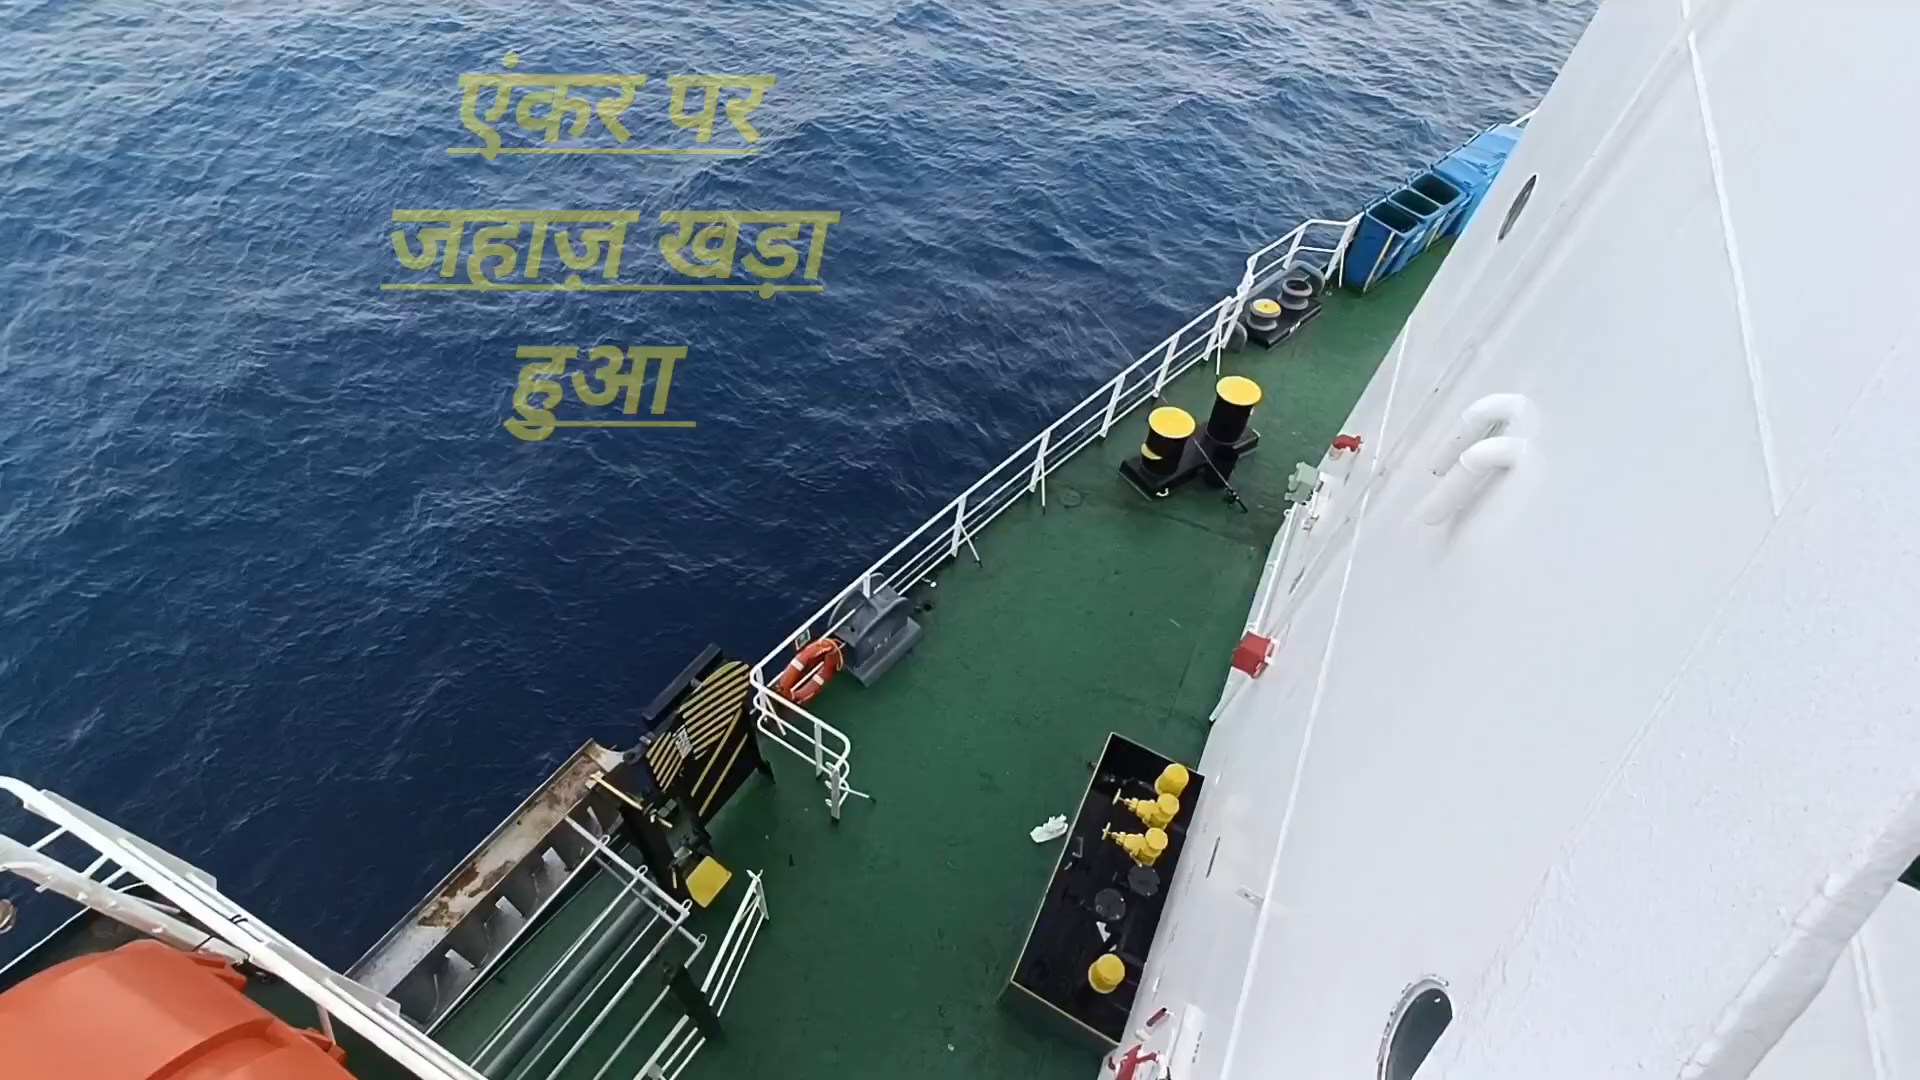 एंकर पर
जहाज़ खड़ा
हुआ